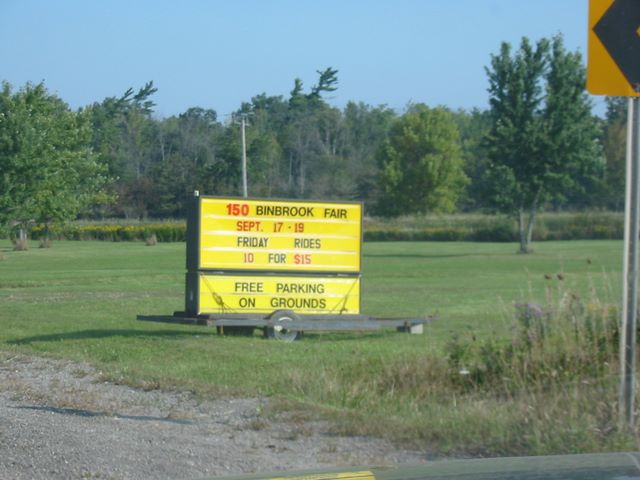 150 BINBROOK FAIR
SEPT. 17-19
FRIDAY RIDES
10 FOR $15
FREE PARKING
ON GROUNDS